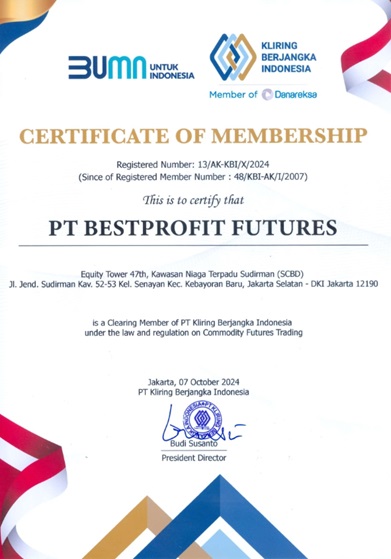 BUMN UNTUK
INDONESIA
KLIRING
BERJANGKA
INDONESIA
Member of Danareksa
CERTIFICATE OF MEMBERSHIP
Registered Number: 13/AK-KBI/X/2024
(Since of Registered Member Number : 48/KBI-AK/I/2007)
This is to certify that
PT BESTPROFIT FUTURES
Equity Tower 47th, Kawasan Niaga Terpadu Sudirman (SCBD)
Jl. Jend. Sudirman Kav. 52-53 Kel. Senayan Kec. Kebayoran Baru, Jakarta Selatan - DKI Jakarta 12190
is a Clearing Member of PT Kliring Berjangka Indonesia
under the law and regulation on Commodity Futures Trading
Jakarta, 07 October 2024
PT Kliring Berjangka Indonesia
Budi Susanto
President Director